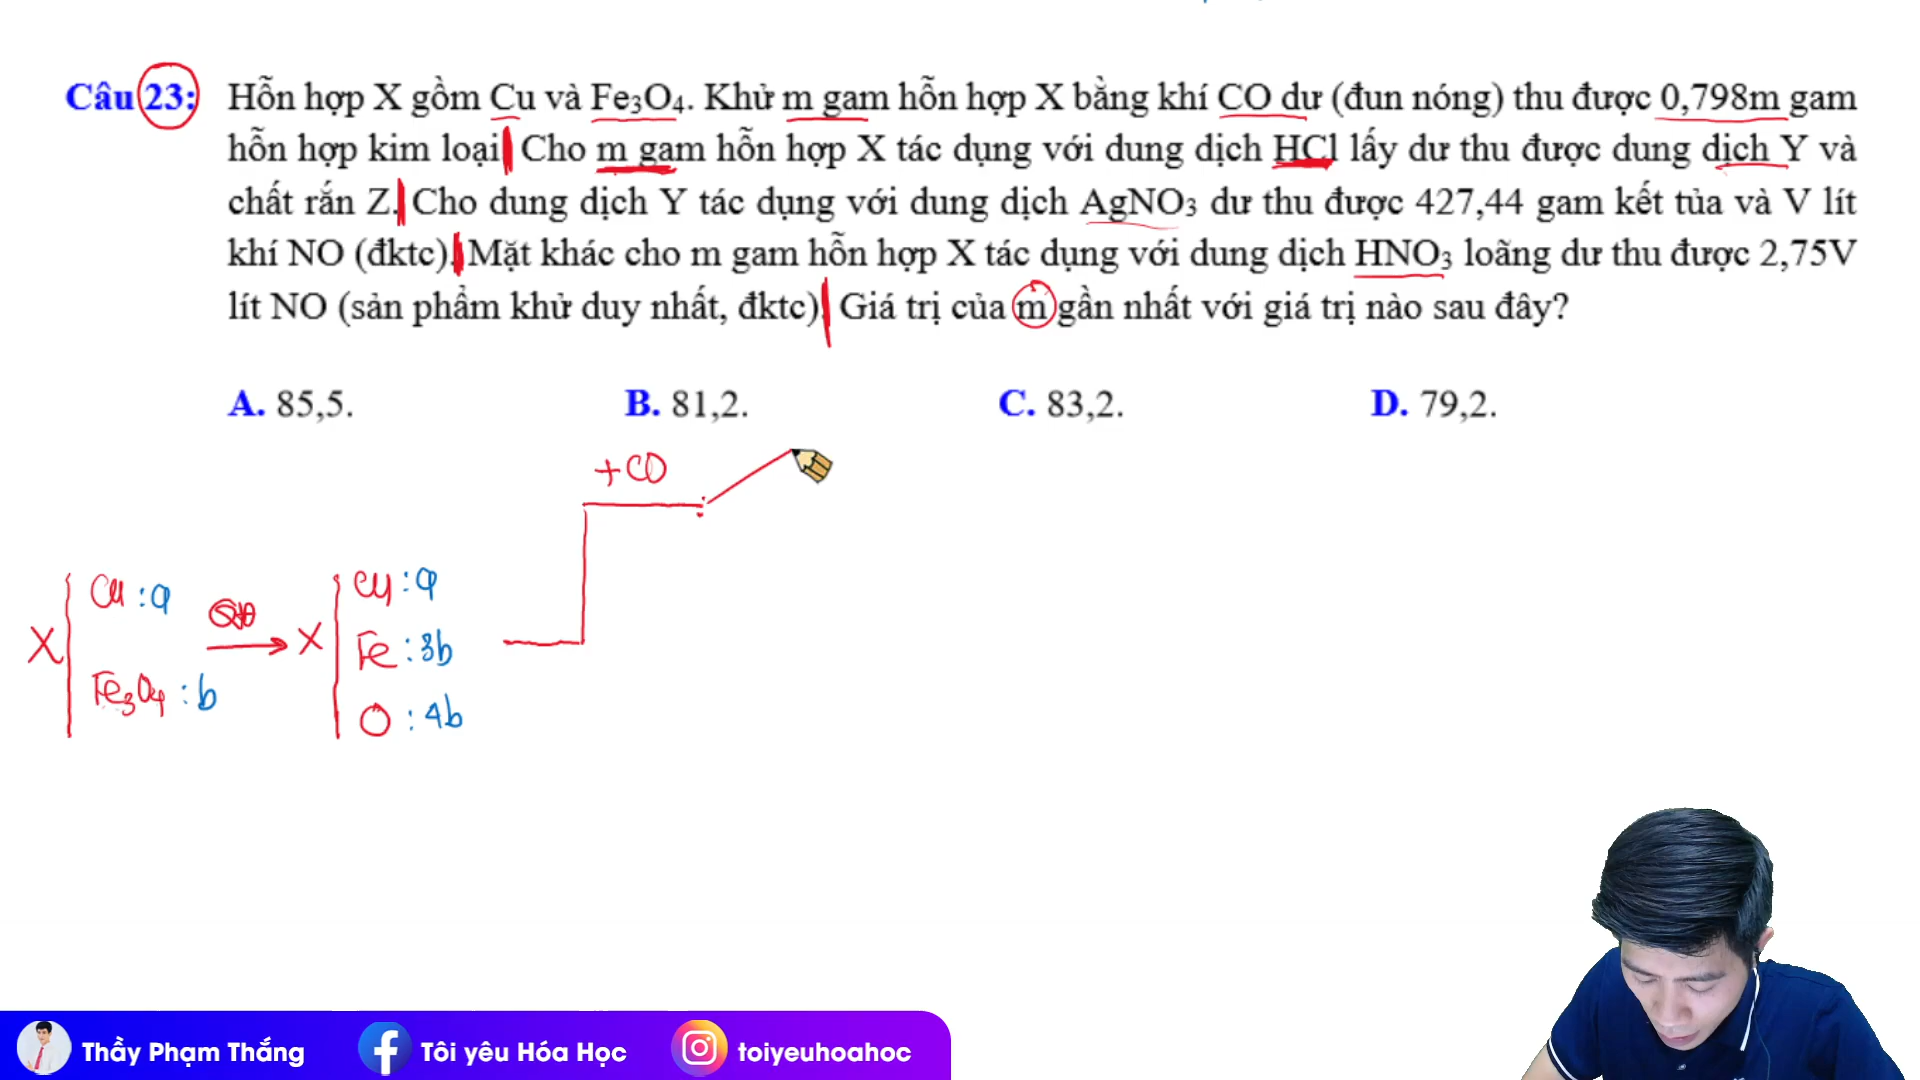 Câu 23: Hỗn hợp X gồm Cu và Fe₃O₄. Khử m gam hỗn hợp X bằng khí CO dư (đun nóng) thu được 0,798m gam
hỗn hợp kim loại. Cho m gam hỗn hợp X tác dụng với dung dịch HCl lấy dư thu được dung dịch Y và
chất rắn Z. Cho dung dịch Y tác dụng với dung dịch AgNO₃ dư thu được 427,44 gam kết tủa và V lít
khí NO (đktc). Mặt khác cho m gam hỗn hợp X tác dụng với dung dịch HNO₃ loãng dư thu được 2,75V
lít NO (sản phẩm khử duy nhất, đktc). Giá trị của m gần nhất với giá trị nào sau đây?
A. 85,5. B. 81,2. C. 83,2. D. 79,2.
+CO
X
Cu : a
Fe₃O₄ : b
QĐ
X
Cu : a
Fe : 3b
O : 4b
Thầy Phạm Thắng
Tôi yêu Hóa Học
toiyeuhoahoc